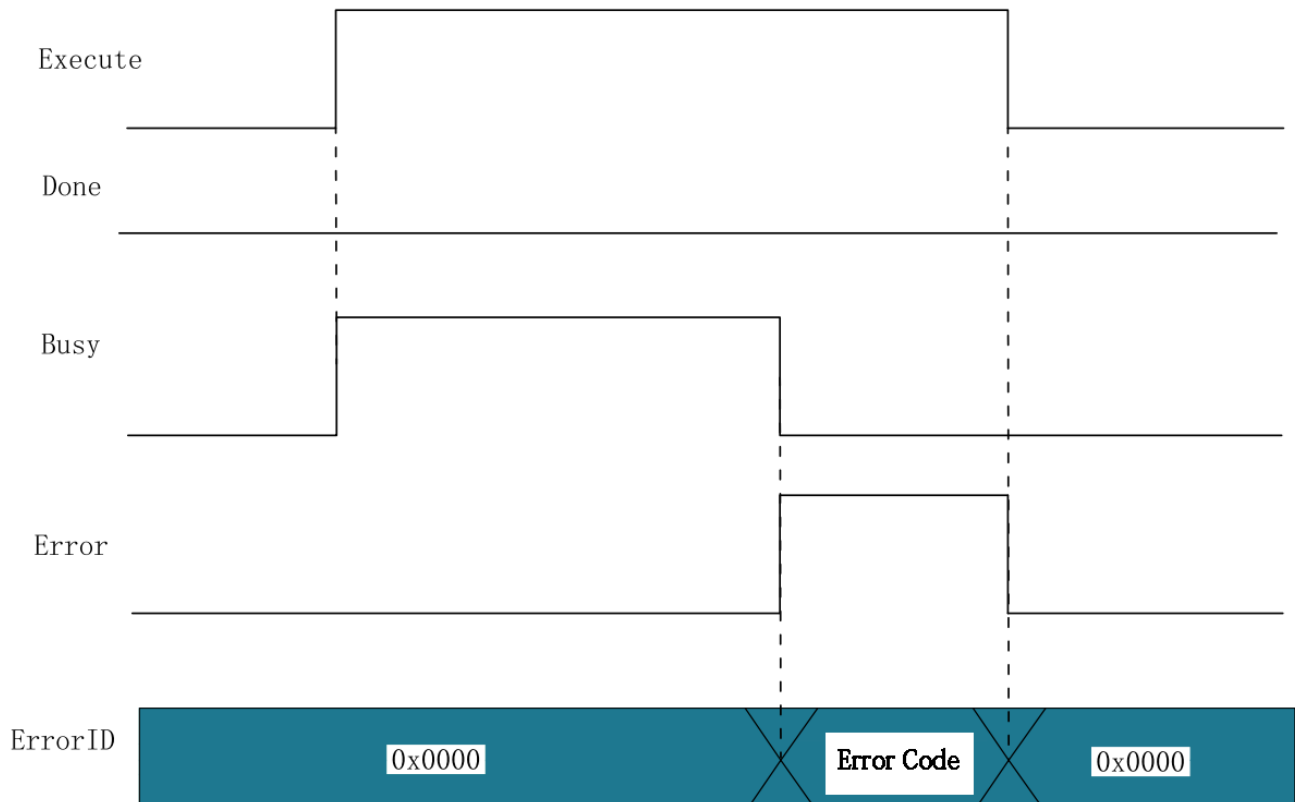 Execute
Done
Busy
Error
ErrorID
0x0000
Error Code
0x0000